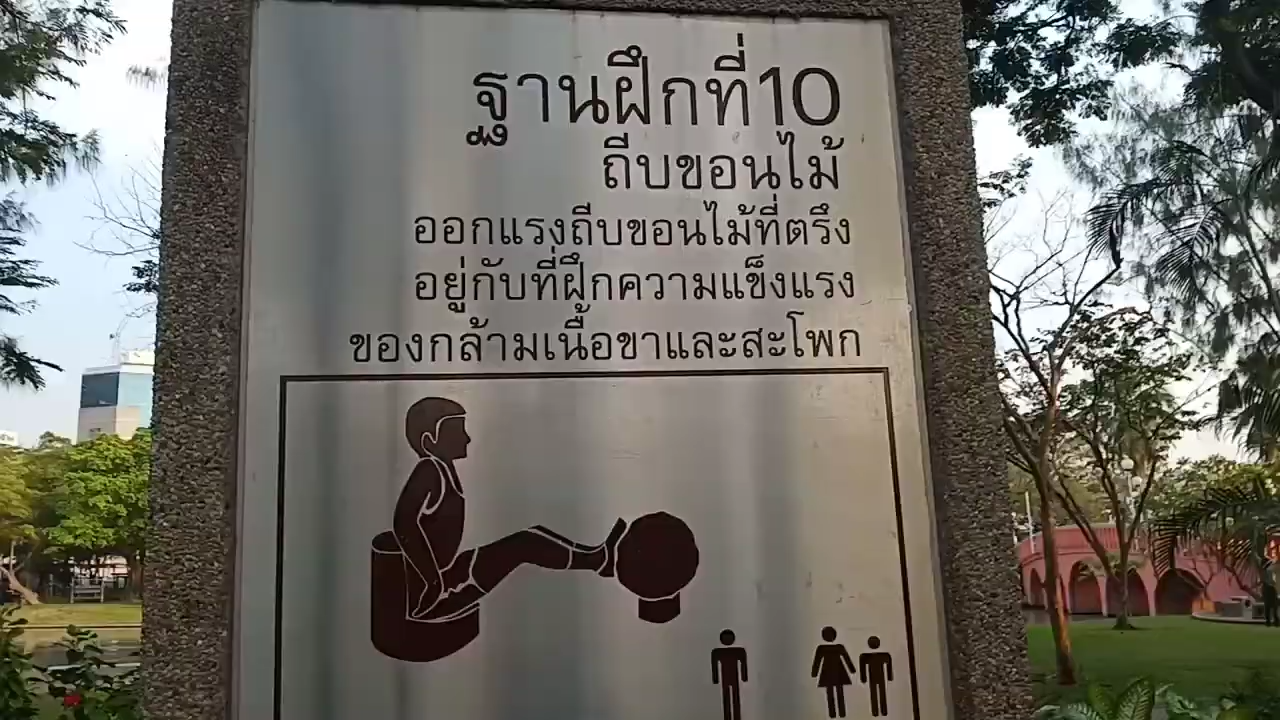 ฐานฝึกที่10
ถีบขอนไม้
ออกแรงถีบขอนไม้ที่ตรึง
อยู่กับที่ฝึกความแข็งแรง
ของกล้ามเนื้อขาและสะโพก